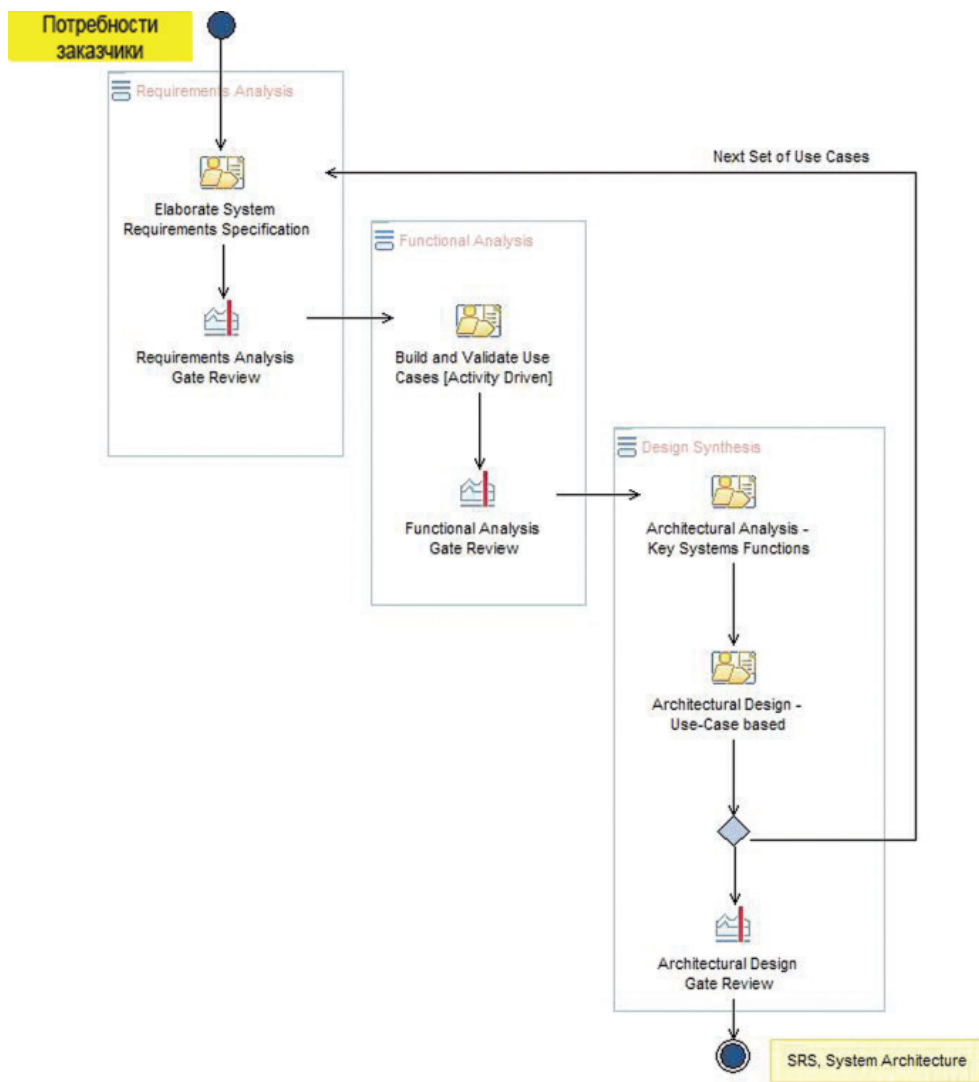 Потребности
заказчики
Requirements Analysis
Next Set of Use Cases
Elaborate System
Requirements Specification
Functional Analysis
Requirements Analysis
Gate Review
Build and Validate Use
Cases [Activity Driven]
Design Synthesis
Functional Analysis
Gate Review
Architectural Analysis -
Key Systems Functions
Architectural Design -
Use-Case based
Architectural Design
Gate Review
SRS, System Architecture